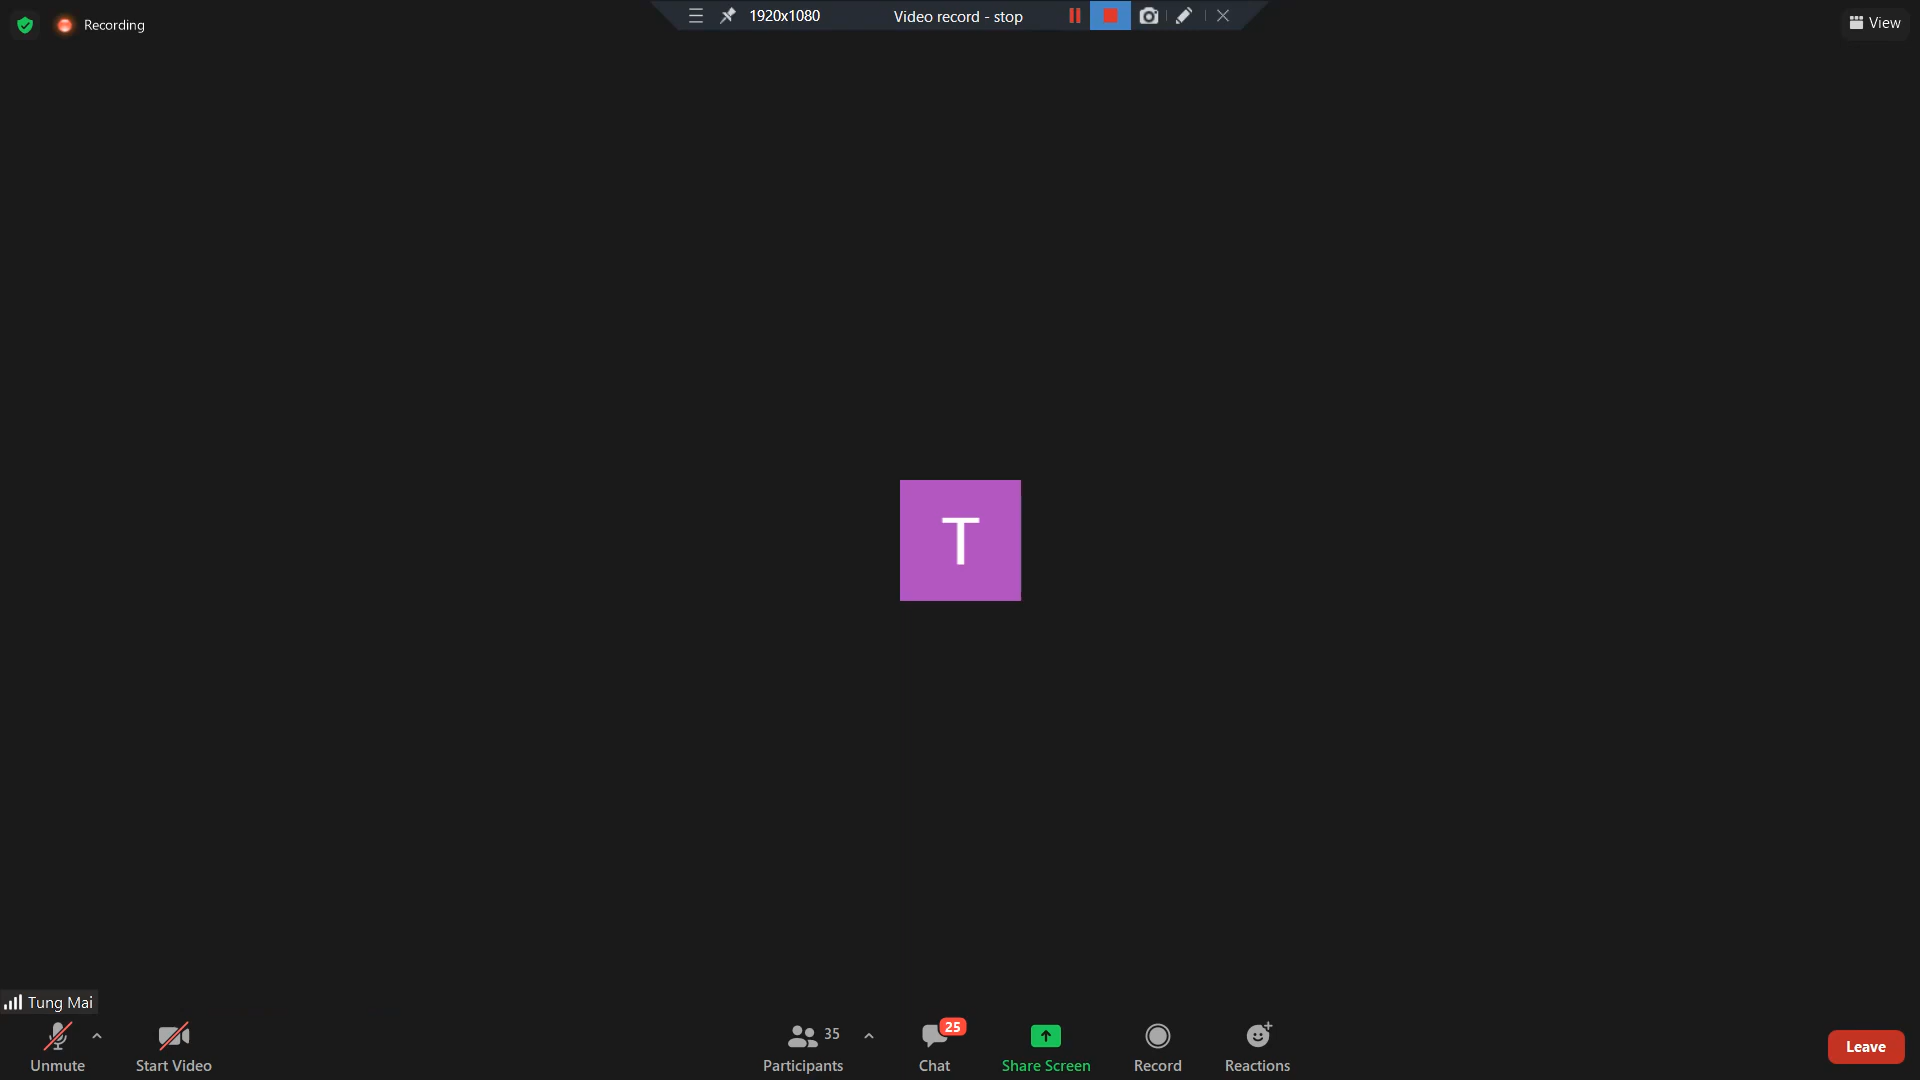 Recording
1920x1080 Video record - stop
View
T
Tung Mai
35
25
Unmute
Start Video
Participants
Chat
Share Screen
Record
Reactions
Leave